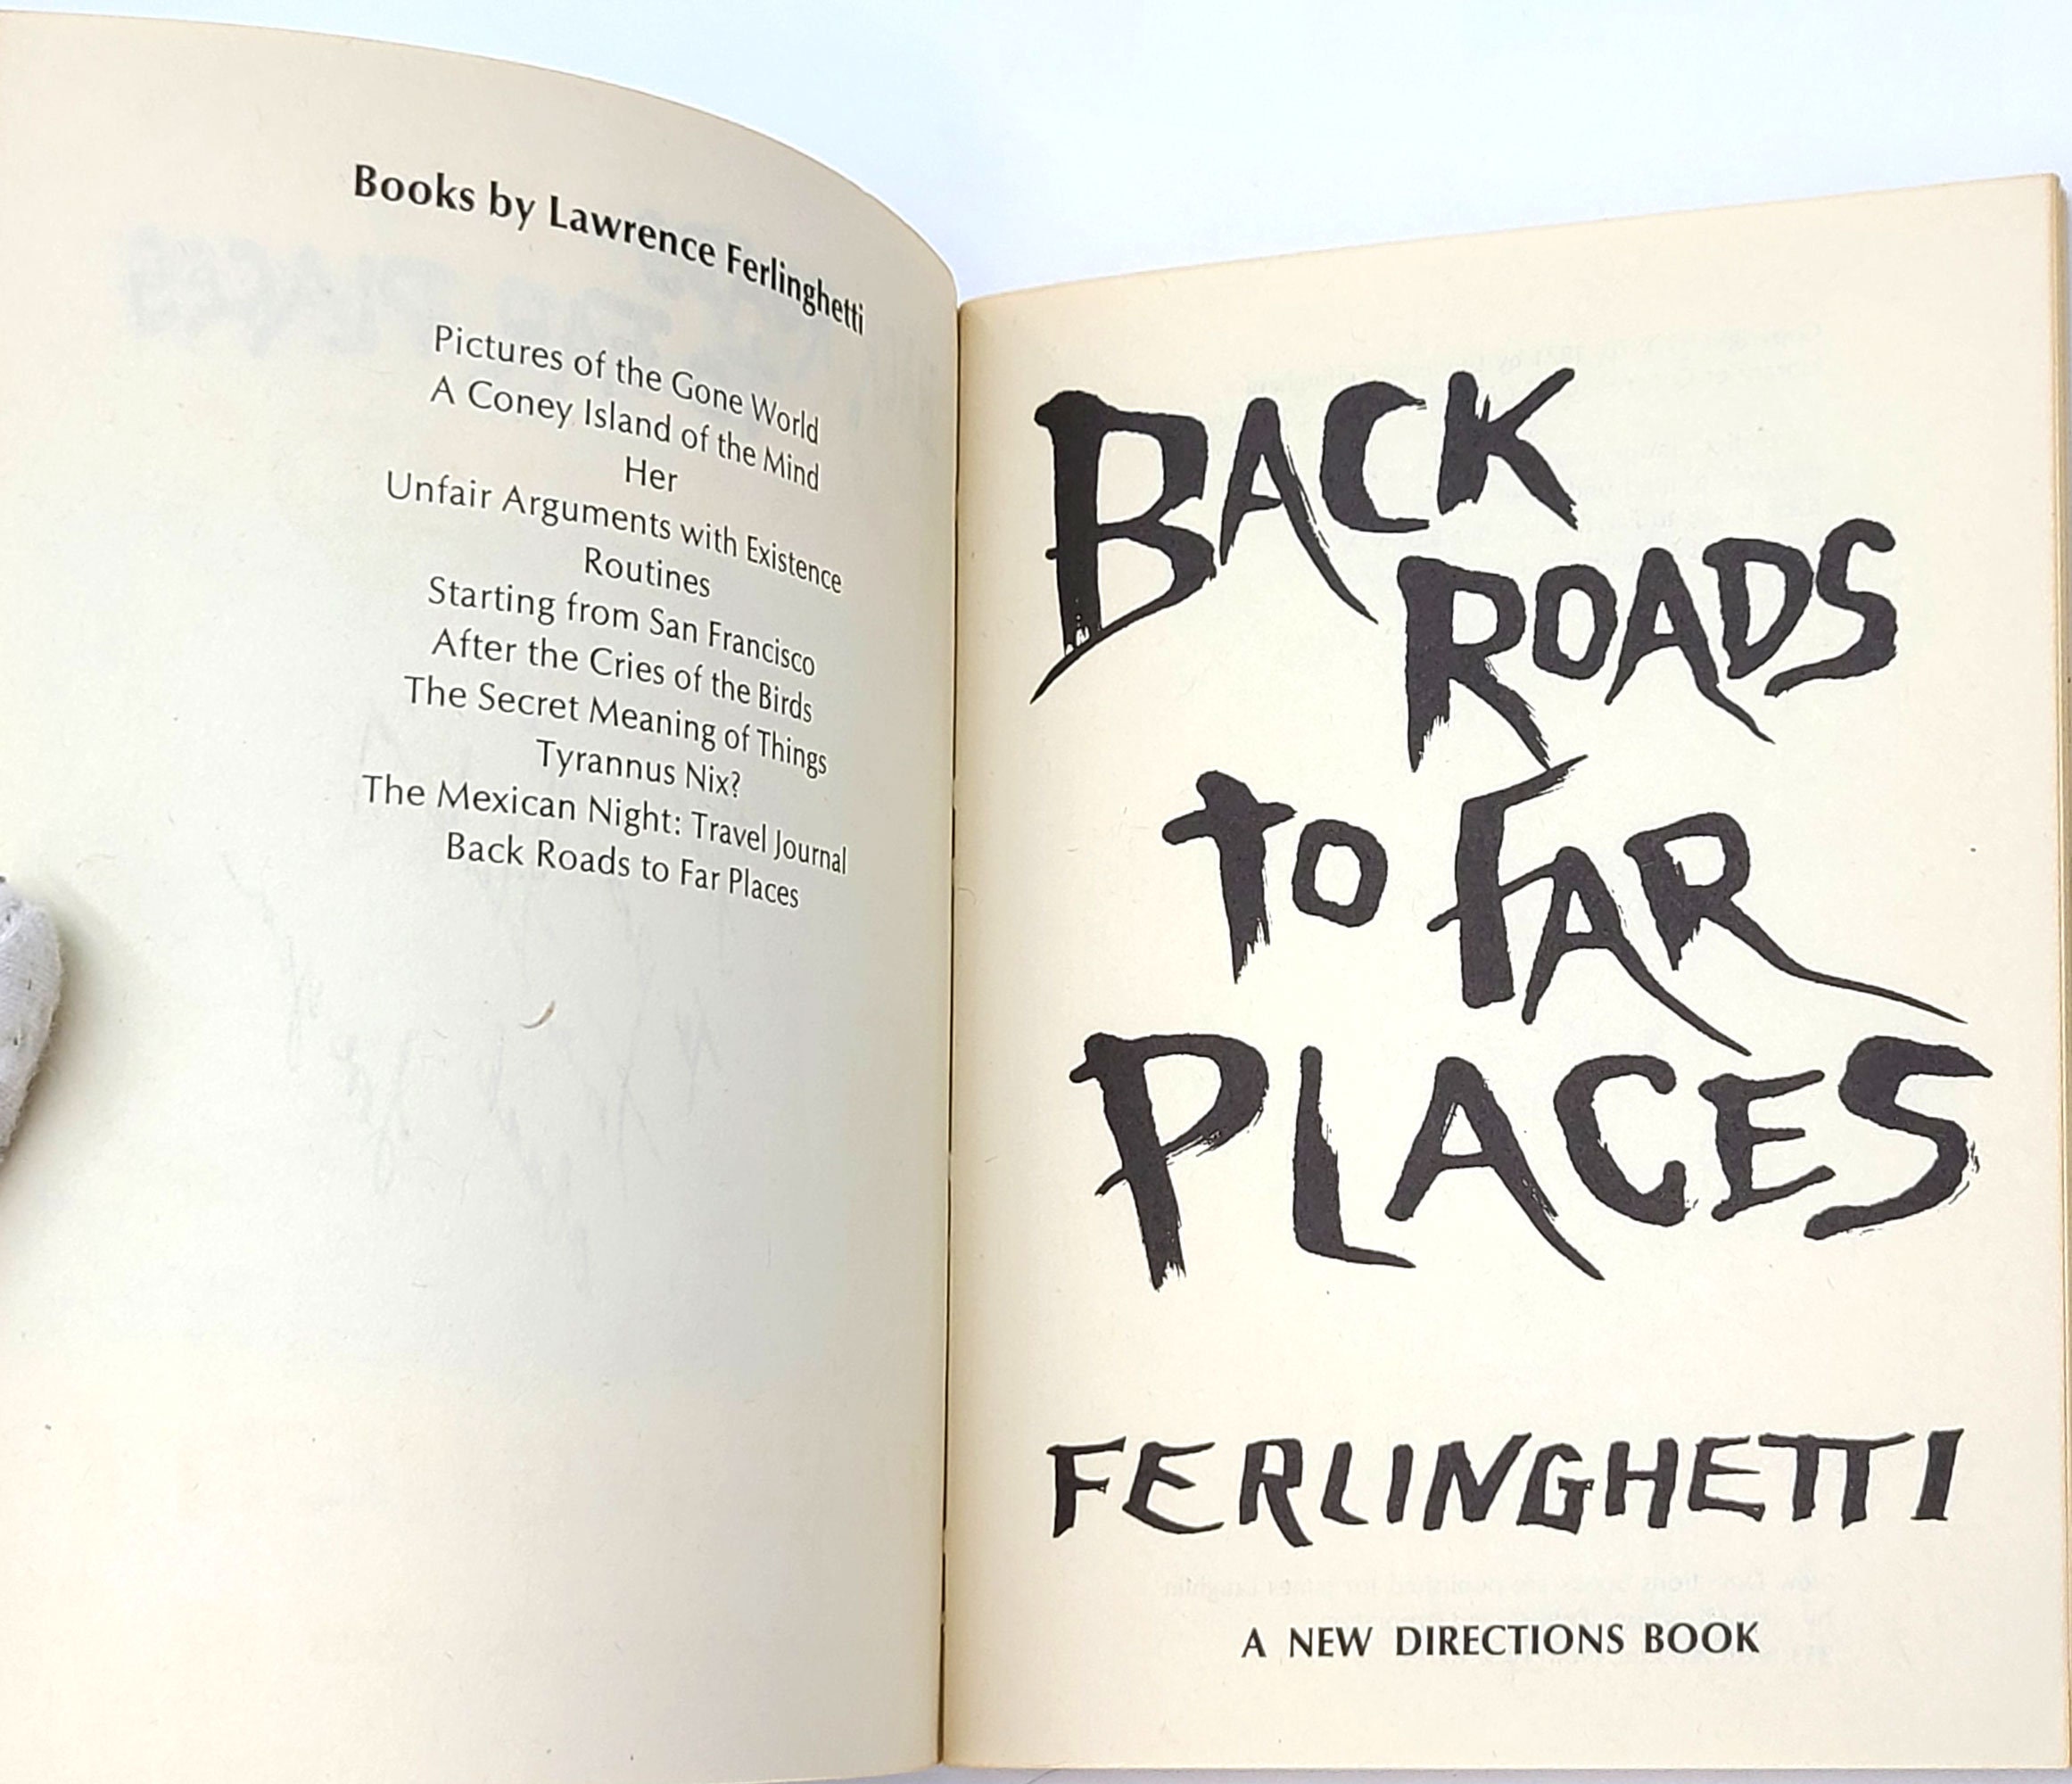 Books by Lawrence Ferlinghetti
Pictures of the Gone World
A Coney Island of the Mind
Her
Unfair Arguments with Existence
Routines
Starting from San Francisco
After the Cries of the Birds
The Secret Meaning of Things
Tyrannus Nix?
The Mexican Night: Travel Journal
Back Roads to Far Places
BACK
ROADS
TO FAR
PLACES
FERLINGHETTI
A NEW DIRECTIONS BOOK